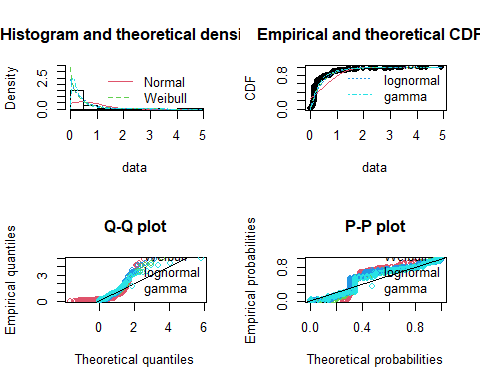 Histogram and theoretical densi
Density
0.0 2.5
Normal
Weibull
0 1 2 3 4 5
data
Empirical and theoretical CDF
CDF
0.0 0.8
lognormal
gamma
0 1 2 3 4 5
data
Q-Q plot
Empirical quantiles
0 3
Weibull
lognormal
gamma
0 2 4 6
Theoretical quantiles
P-P plot
Empirical probabilities
0.0 0.8
Weibull
lognormal
gamma
0.0 0.4 0.8
Theoretical probabilities